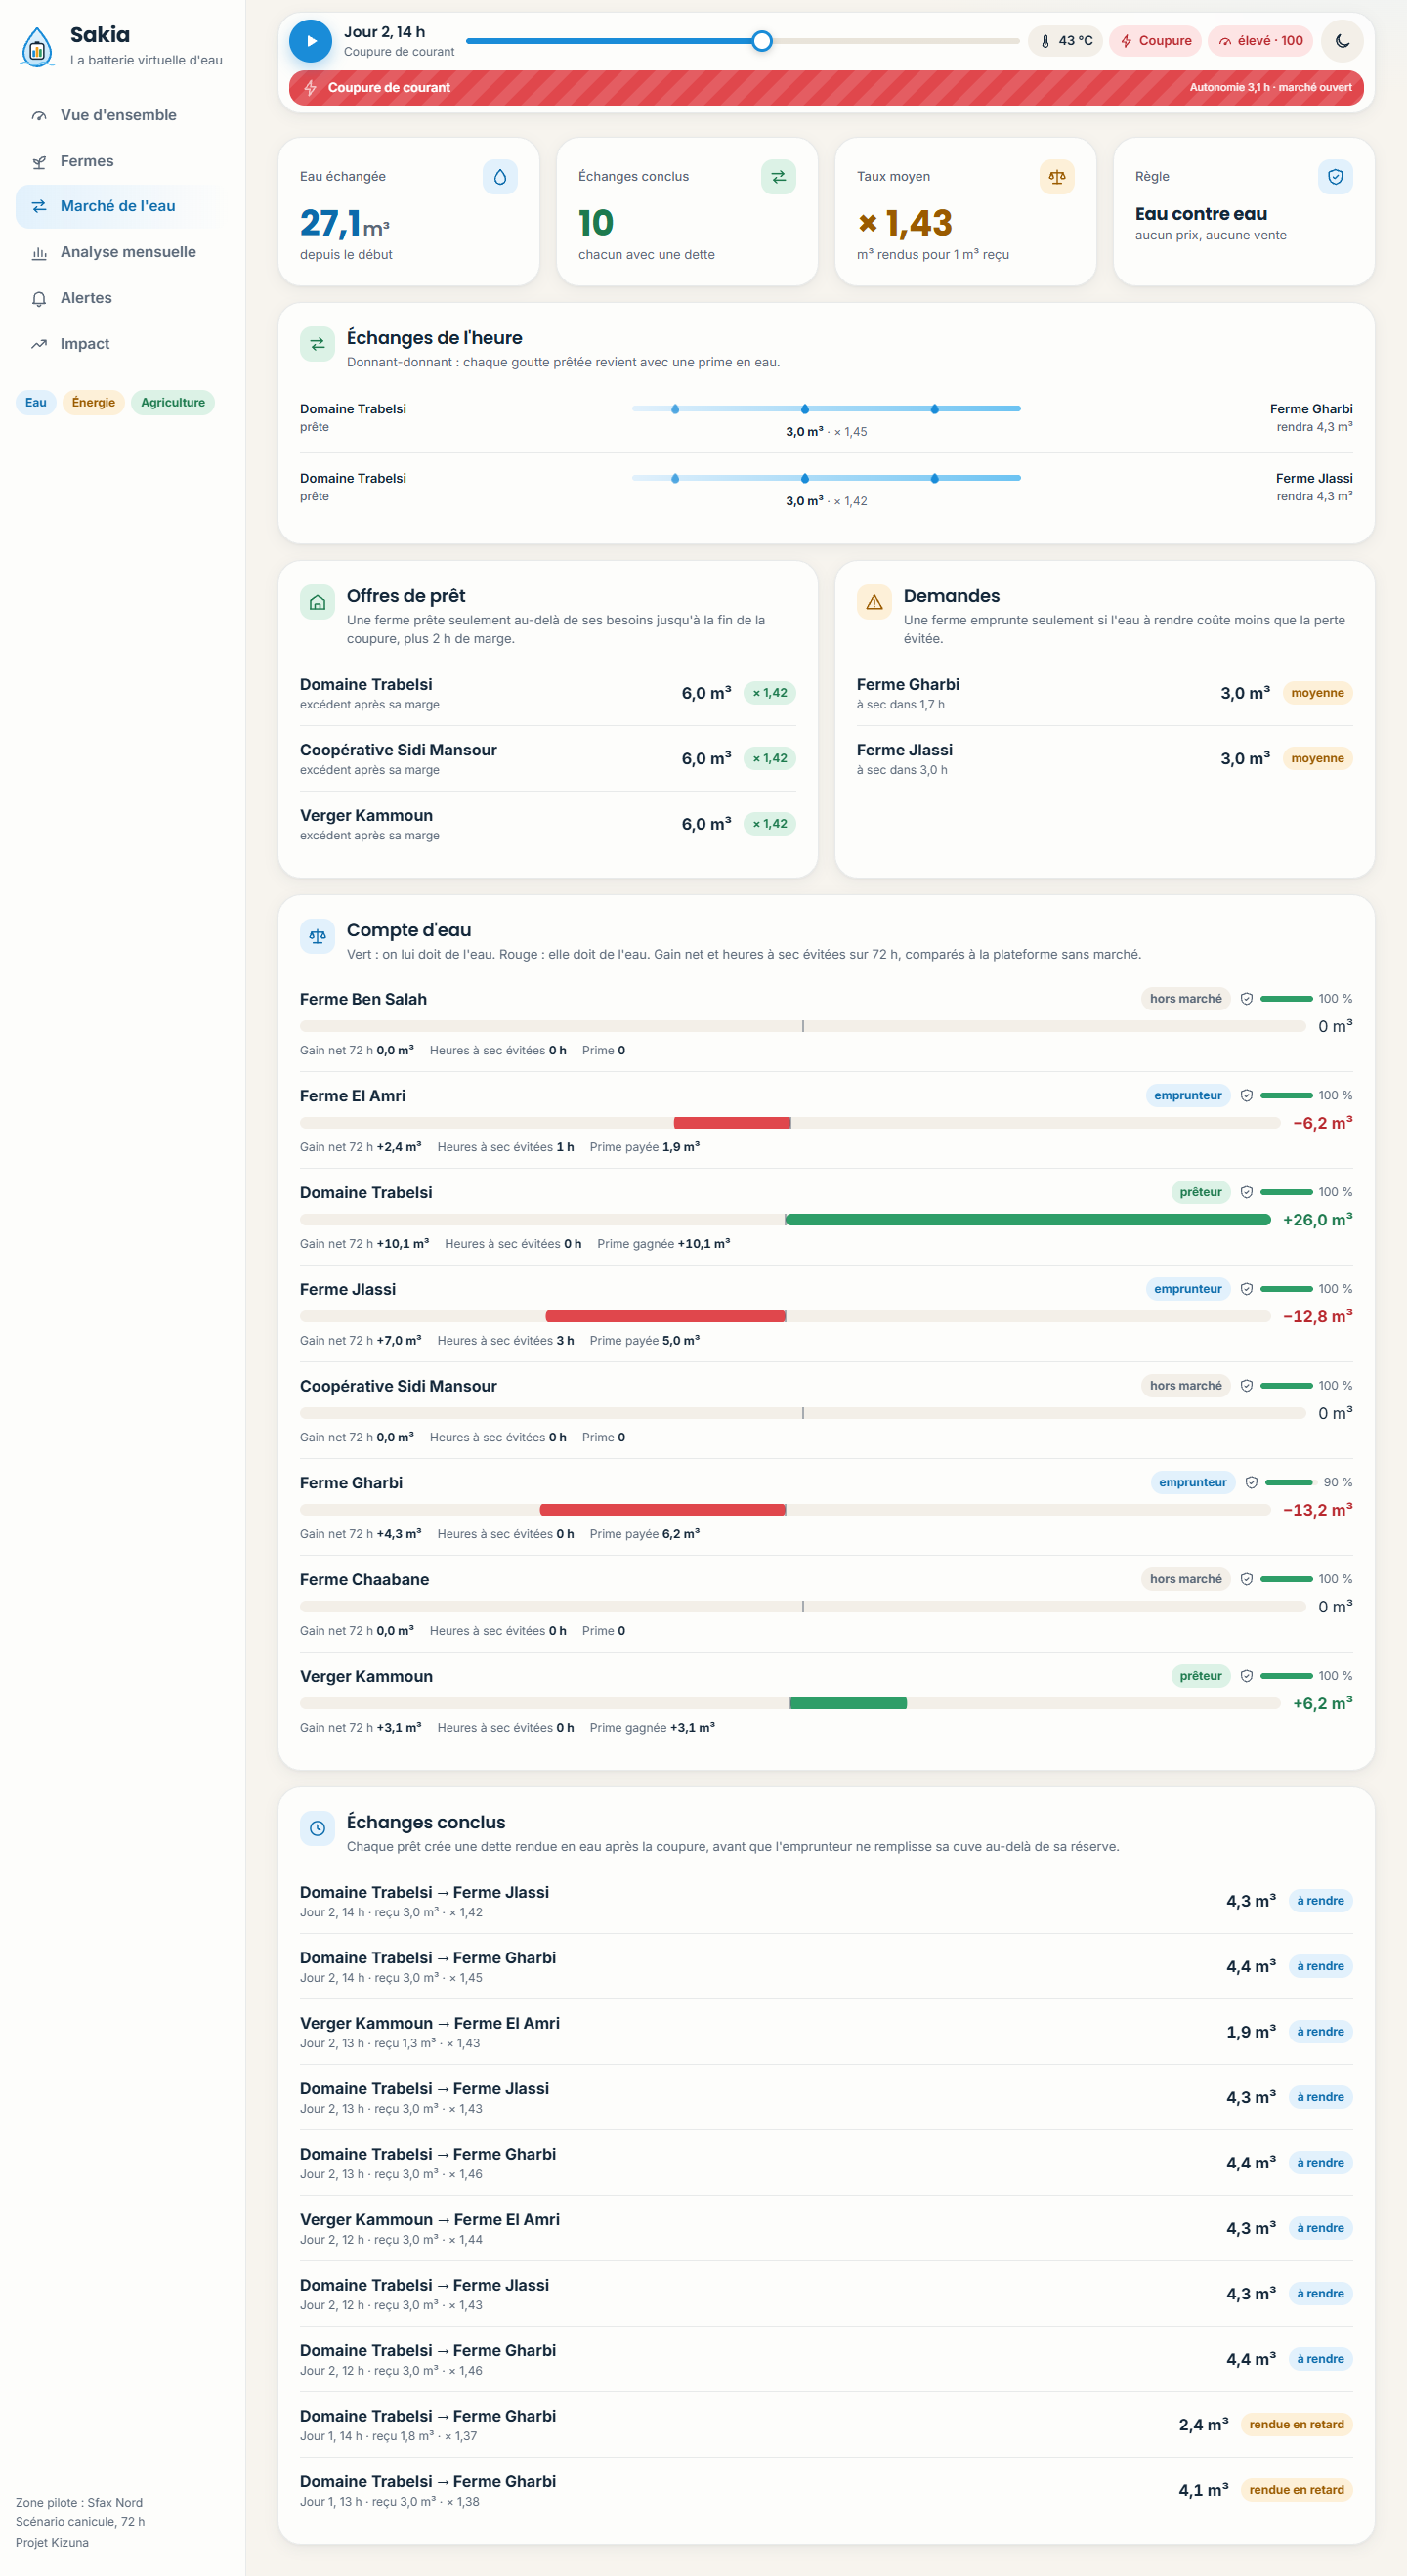 Sakia
La batterie virtuelle d'eau
Vue d'ensemble
Fermes
Marché de l'eau
Analyse mensuelle
Alertes
Impact
Eau
Énergie
Agriculture
Zone pilote : Sfax Nord
Scénario canicule, 72 h
Projet Kizuna
Jour 2, 14 h
Coupure de courant
43 °C
Coupure
élevé · 100
Coupure de courant
Autonomie 3,1 h · marché ouvert
Eau échangée
27,1 m³
depuis le début
Échanges conclus
10
chacun avec une dette
Taux moyen
× 1,43
m³ rendus pour 1 m³ reçu
Règle
Eau contre eau
aucun prix, aucune vente
Échanges de l'heure
Donnant-donnant : chaque goutte prêtée revient avec une prime en eau.
Domaine Trabelsi
prête
3,0 m³ · × 1,45
Ferme Gharbi
rendra 4,3 m³
Domaine Trabelsi
prête
3,0 m³ · × 1,42
Ferme Jlassi
rendra 4,3 m³
Offres de prêt
Une ferme prête seulement au-delà de ses besoins jusqu'à la fin de la
coupure, plus 2 h de marge.
Domaine Trabelsi
excédent après sa marge
6,0 m³ × 1,42
Coopérative Sidi Mansour
excédent après sa marge
6,0 m³ × 1,42
Verger Kammoun
excédent après sa marge
6,0 m³ × 1,42
Demandes
Une ferme emprunte seulement si l'eau à rendre coûte moins que la perte
évitée.
Ferme Gharbi
à sec dans 1,7 h
3,0 m³ moyenne
Ferme Jlassi
à sec dans 3,0 h
3,0 m³ moyenne
Compte d'eau
Vert : on lui doit de l'eau. Rouge : elle doit de l'eau. Gain net et heures à sec évitées sur 72 h, comparés à la plateforme sans marché.
Ferme Ben Salah hors marché 100 %
0 m³
Gain net 72 h 0,0 m³ Heures à sec évitées 0 h Prime 0
Ferme El Amri emprunteur 100 %
−6,2 m³
Gain net 72 h +2,4 m³ Heures à sec évitées 1 h Prime payée 1,9 m³
Domaine Trabelsi prêteur 100 %
+26,0 m³
Gain net 72 h +10,1 m³ Heures à sec évitées 0 h Prime gagnée +10,1 m³
Ferme Jlassi emprunteur 100 %
−12,8 m³
Gain net 72 h +7,0 m³ Heures à sec évitées 3 h Prime payée 5,0 m³
Coopérative Sidi Mansour hors marché 100 %
0 m³
Gain net 72 h 0,0 m³ Heures à sec évitées 0 h Prime 0
Ferme Gharbi emprunteur 90 %
−13,2 m³
Gain net 72 h +4,3 m³ Heures à sec évitées 0 h Prime payée 6,2 m³
Ferme Chaabane hors marché 100 %
0 m³
Gain net 72 h 0,0 m³ Heures à sec évitées 0 h Prime 0
Verger Kammoun prêteur 100 %
+6,2 m³
Gain net 72 h +3,1 m³ Heures à sec évitées 0 h Prime gagnée +3,1 m³
Échanges conclus
Chaque prêt crée une dette rendue en eau après la coupure, avant que l'emprunteur ne remplisse sa cuve au-delà de sa réserve.
Domaine Trabelsi → Ferme Jlassi
Jour 2, 14 h · reçu 3,0 m³ · × 1,42
4,3 m³ à rendre
Domaine Trabelsi → Ferme Gharbi
Jour 2, 14 h · reçu 3,0 m³ · × 1,45
4,4 m³ à rendre
Verger Kammoun → Ferme El Amri
Jour 2, 13 h · reçu 1,3 m³ · × 1,43
1,9 m³ à rendre
Domaine Trabelsi → Ferme Jlassi
Jour 2, 13 h · reçu 3,0 m³ · × 1,43
4,3 m³ à rendre
Domaine Trabelsi → Ferme Gharbi
Jour 2, 13 h · reçu 3,0 m³ · × 1,46
4,4 m³ à rendre
Verger Kammoun → Ferme El Amri
Jour 2, 12 h · reçu 3,0 m³ · × 1,44
4,3 m³ à rendre
Domaine Trabelsi → Ferme Jlassi
Jour 2, 12 h · reçu 3,0 m³ · × 1,43
4,3 m³ à rendre
Domaine Trabelsi → Ferme Gharbi
Jour 2, 12 h · reçu 3,0 m³ · × 1,46
4,4 m³ à rendre
Domaine Trabelsi → Ferme Gharbi
Jour 1, 14 h · reçu 1,8 m³ · × 1,37
2,4 m³ rendue en retard
Domaine Trabelsi → Ferme Gharbi
Jour 1, 13 h · reçu 3,0 m³ · × 1,38
4,1 m³ rendue en retard